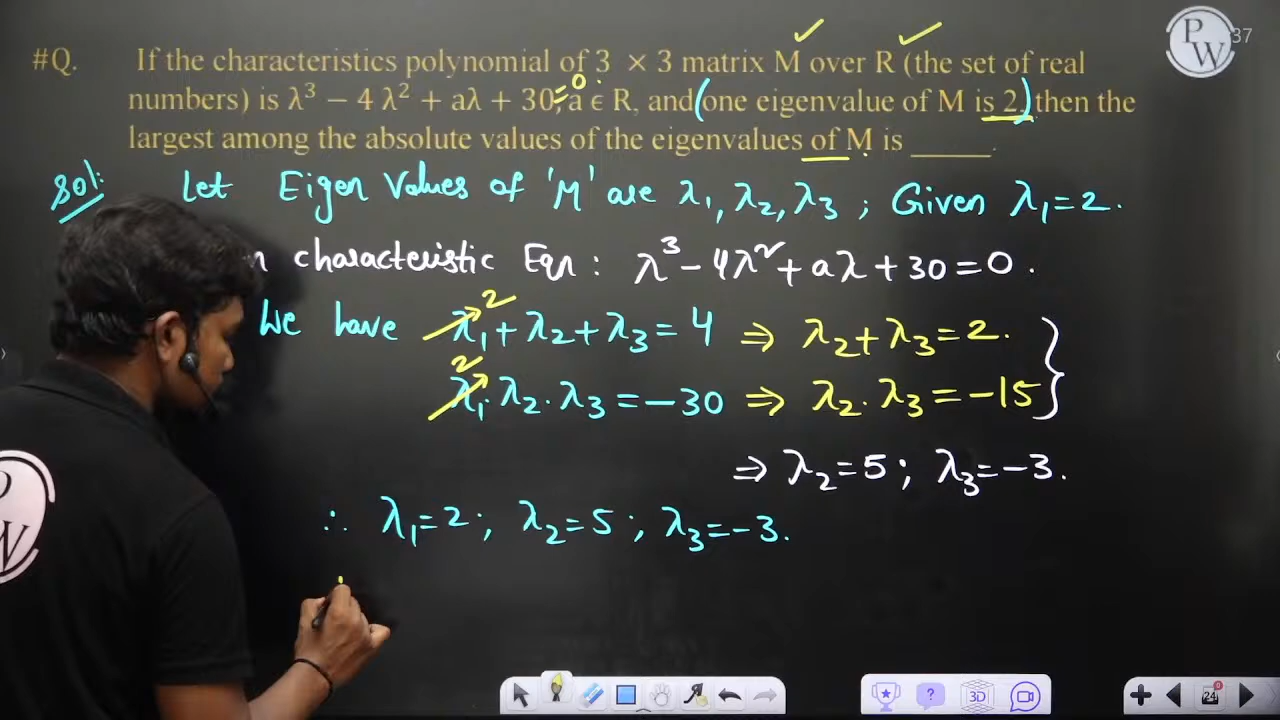 P W 37
#Q. If the characteristics polynomial of 3 × 3 matrix M over R (the set of real
numbers) is λ³ − 4 λ² + aλ + 30, = 0 a ϵ R, and (one eigenvalue of M is 2,) then the
largest among the absolute values of the eigenvalues of M is ______.
Sol: Let Eigen Values of 'M' are λ₁, λ₂, λ₃ ; Given λ₁ = 2.
characteristic Eqn : λ³ − 4λ² + aλ + 30 = 0.
We have λ₁ + λ₂ + λ₃ = 4 ⇒ λ₂ + λ₃ = 2.
λ₁ · λ₂ · λ₃ = −30 ⇒ λ₂ · λ₃ = −15
⇒ λ₂ = 5 ; λ₃ = −3.
∴ λ₁ = 2 ; λ₂ = 5 ; λ₃ = −3.
3D 24